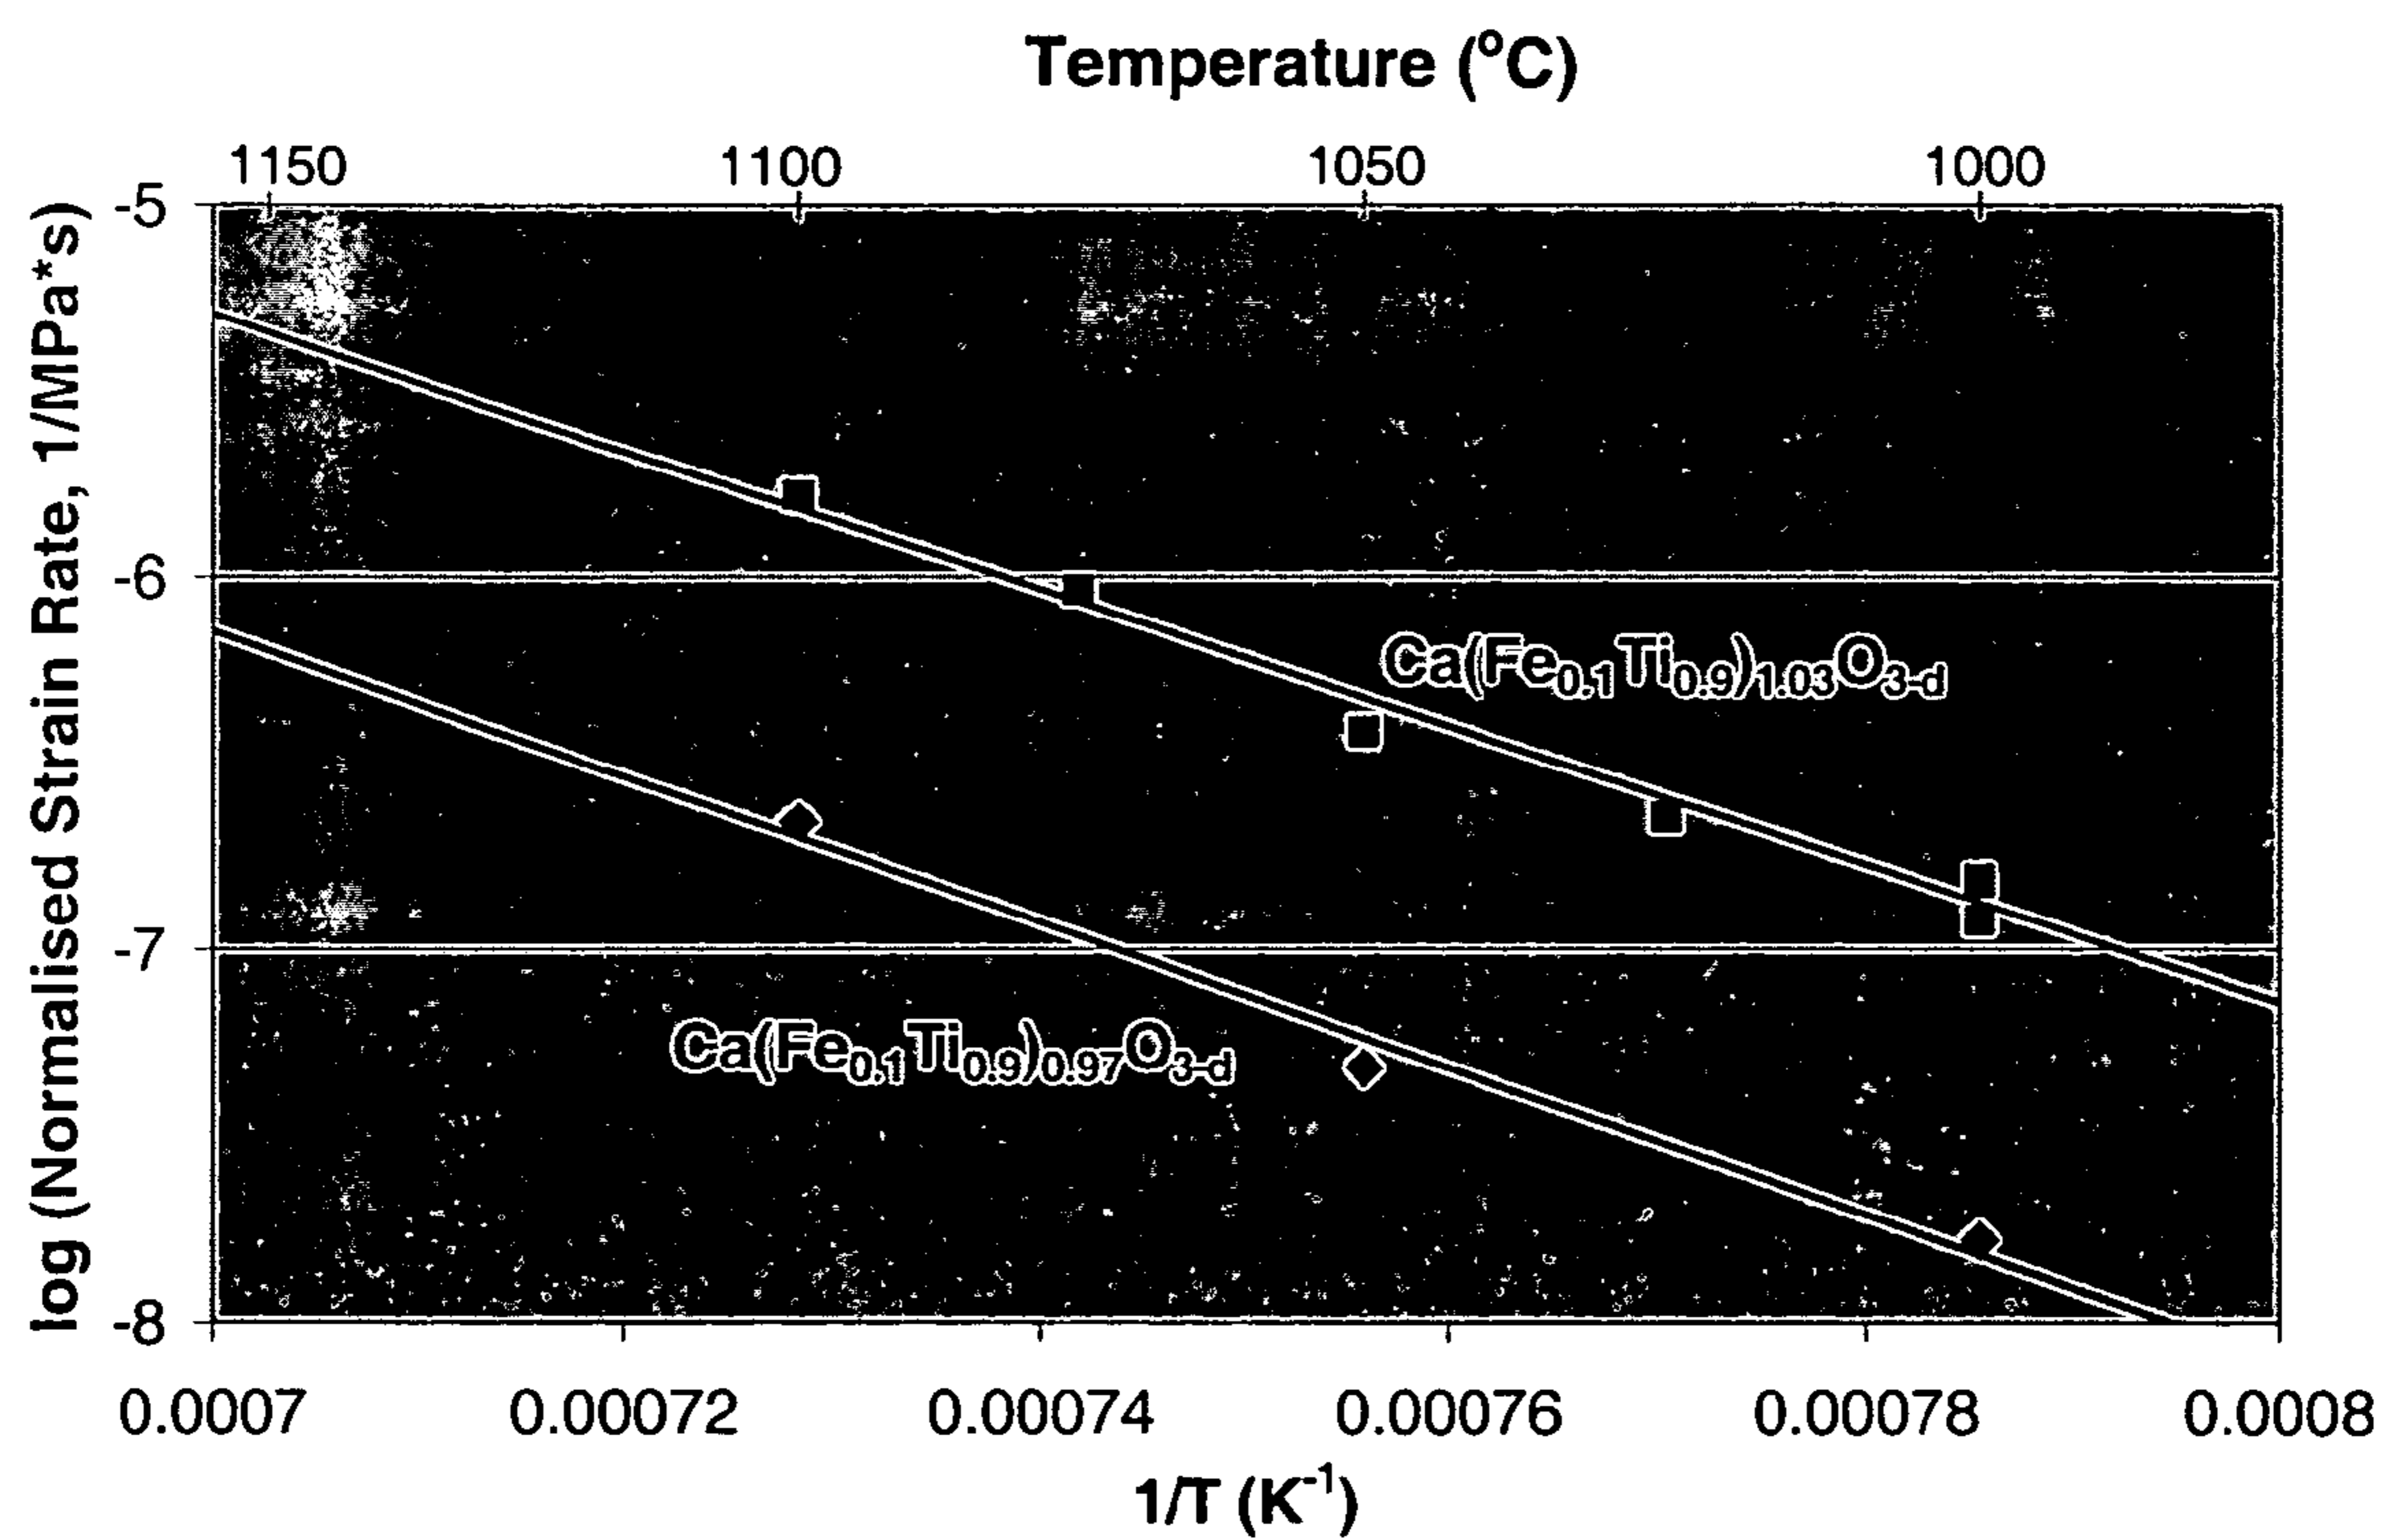 Temperature (°C)
1150 1100 1050 1000
log (Normalised Strain Rate, 1/MPa*s)
-5
-6
-7
-8
Ca(Fe0.1Ti0.9)1.03O3-d
Ca(Fe0.1Ti0.9)0.97O3-d
0.0007 0.00072 0.00074 0.00076 0.00078 0.0008
1/T (K-1)